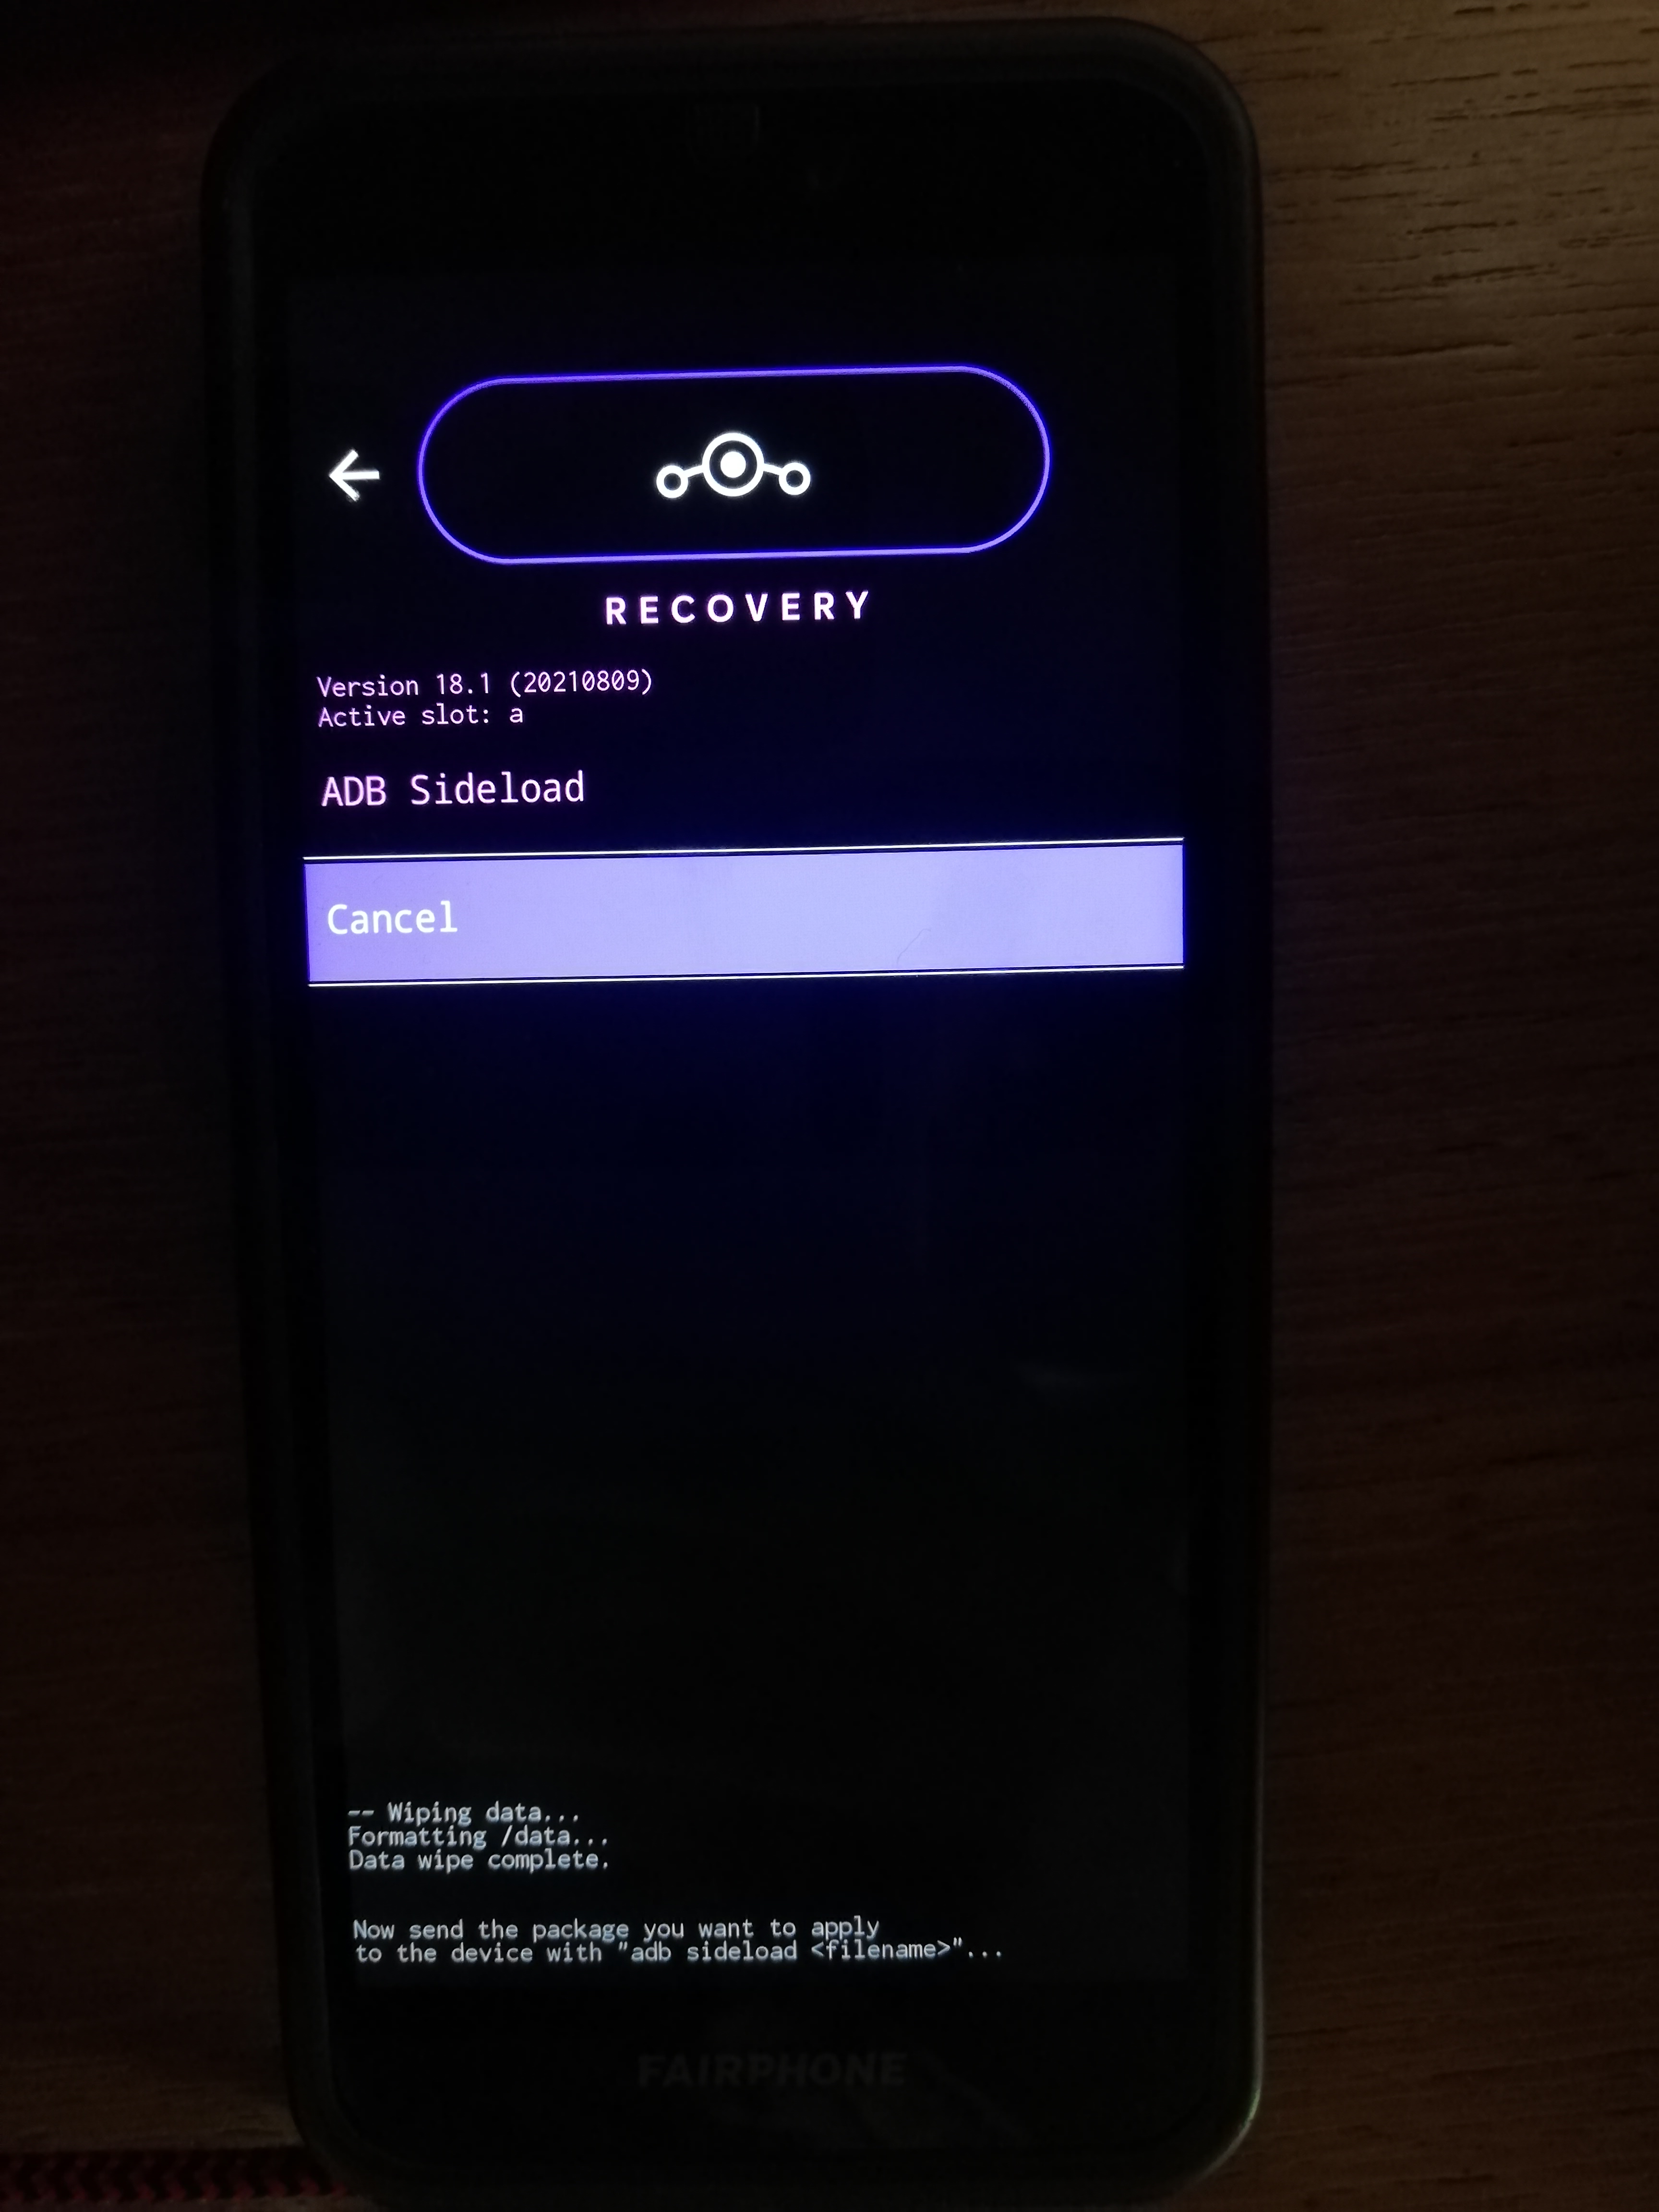 RECOVERY
Version 18.1 (20210809)
Active slot: a
ADB Sideload
Cancel
-- Wiping data...
Formatting /data...
Data wipe complete.
Now send the package you want to apply
to the device with "adb sideload <filename>"...
FAIRPHONE